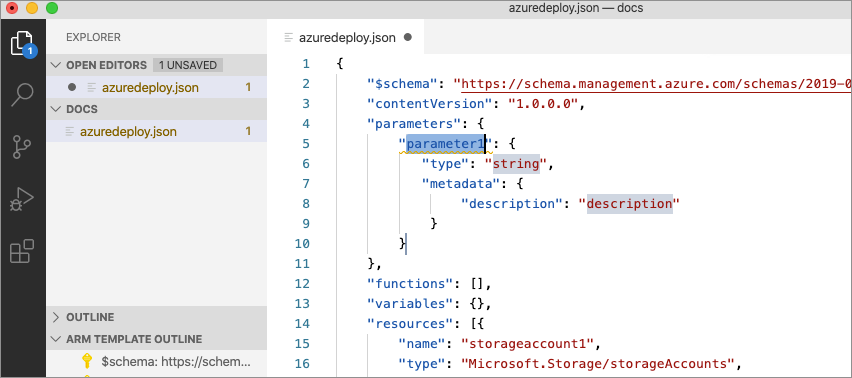 azuredeploy.json — docs
1
EXPLORER
OPEN EDITORS 1 UNSAVED
azuredeploy.json 1
DOCS
azuredeploy.json 1
OUTLINE
ARM TEMPLATE OUTLINE
$schema: https://schem...
azuredeploy.json
1 {
2 "$schema": "https://schema.management.azure.com/schemas/2019-0
3 "contentVersion": "1.0.0.0",
4 "parameters": {
5 "parameter1": {
6 "type": "string",
7 "metadata": {
8 "description": "description"
9 }
10 }
11 },
12 "functions": [],
13 "variables": {},
14 "resources": [{
15 "name": "storageaccount1",
16 "type": "Microsoft.Storage/storageAccounts",